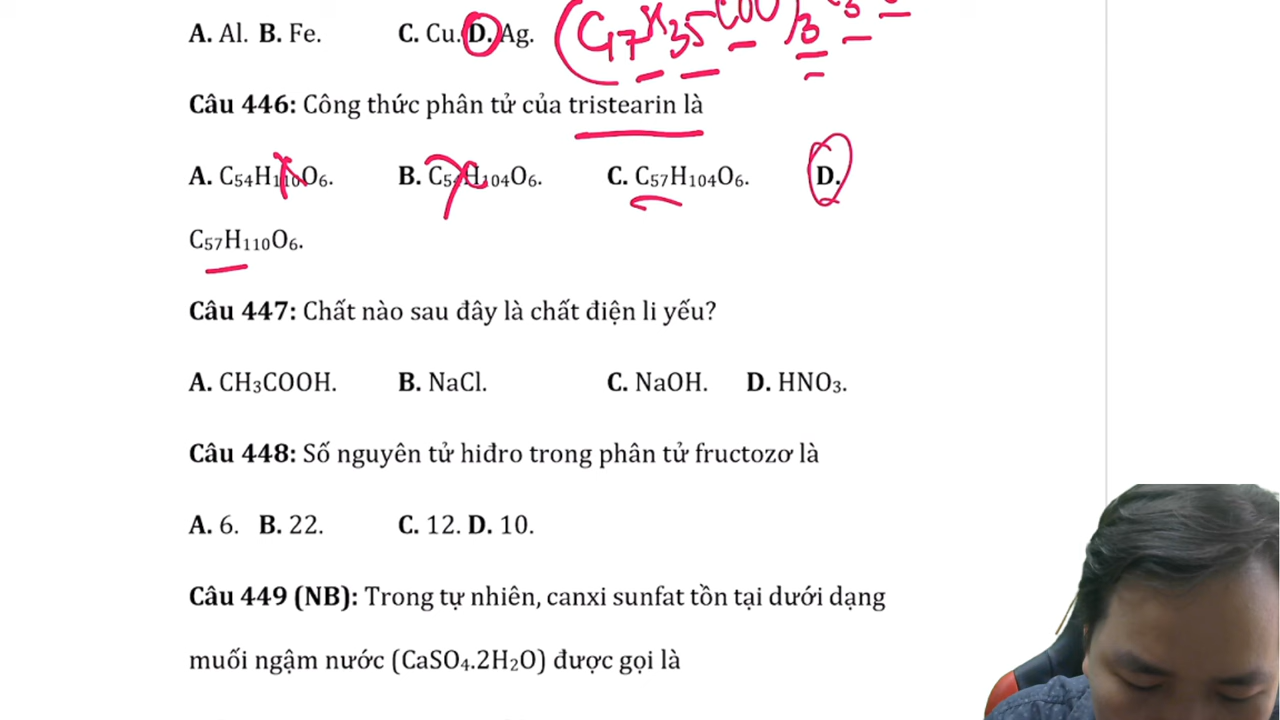 A. Al. B. Fe. C. Cu. D. Ag. (C₁₇H₃₅COO)₃C₃
Câu 446: Công thức phân tử của tristearin là
A. C₅₄H₁₁₀O₆. B. C₅₄H₁₀₄O₆. C. C₅₇H₁₀₄O₆. D.
C₅₇H₁₁₀O₆.
Câu 447: Chất nào sau đây là chất điện li yếu?
A. CH₃COOH. B. NaCl. C. NaOH. D. HNO₃.
Câu 448: Số nguyên tử hiđro trong phân tử fructozơ là
A. 6. B. 22. C. 12. D. 10.
Câu 449 (NB): Trong tự nhiên, canxi sunfat tồn tại dưới dạng
muối ngậm nước (CaSO₄.2H₂O) được gọi là